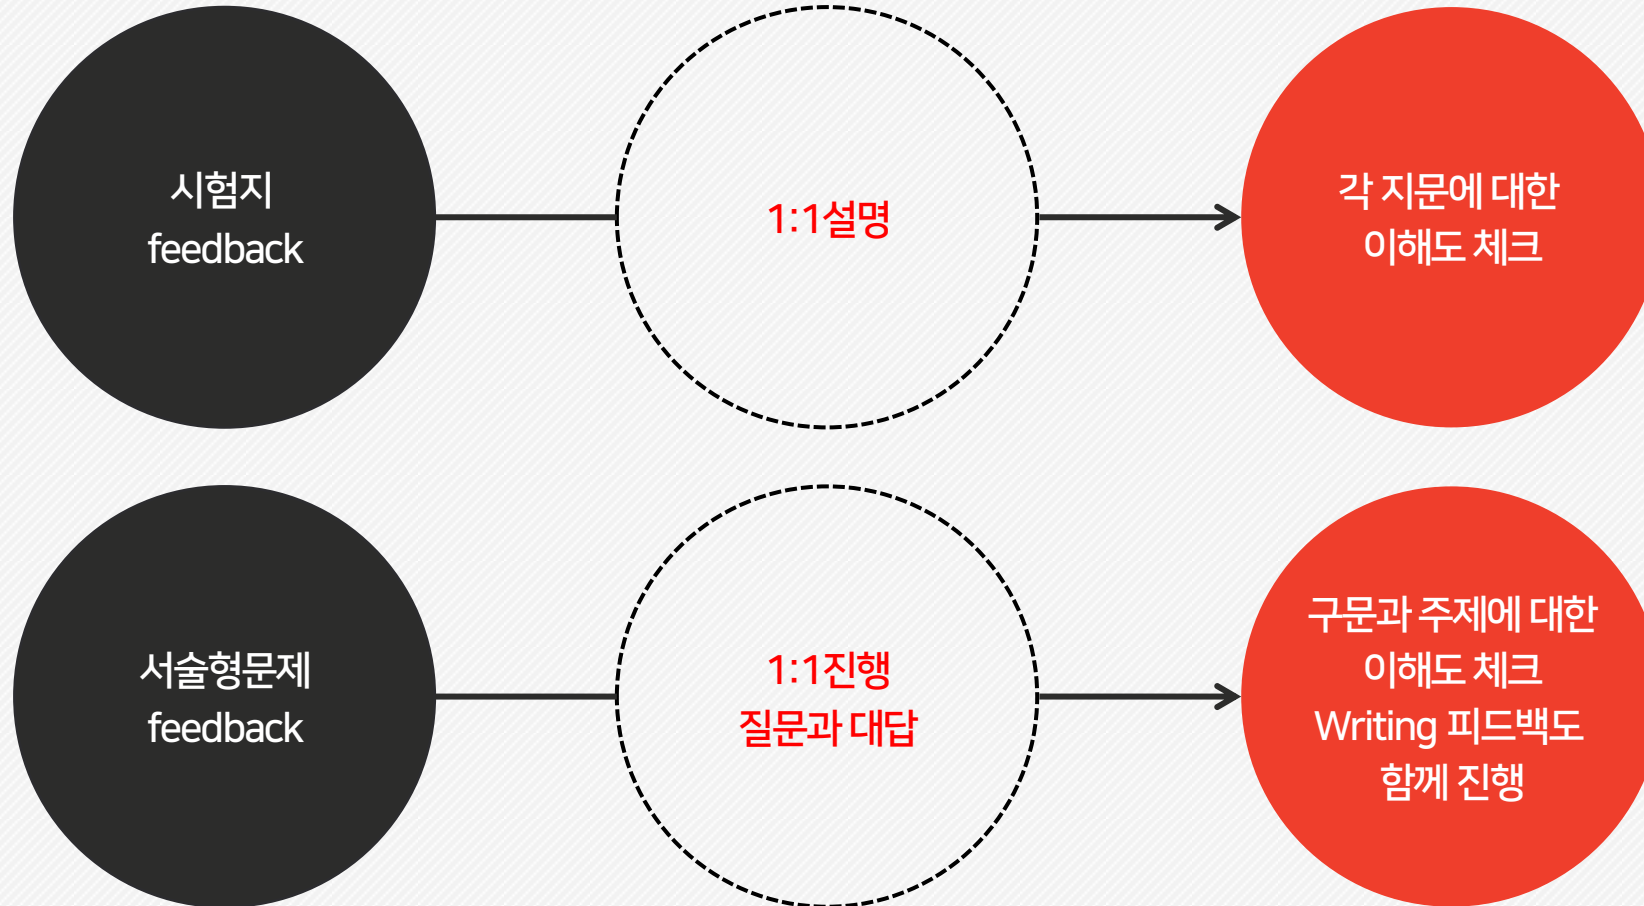 시험지
feedback
1:1설명
각 지문에 대한
이해도 체크
서술형문제
feedback
1:1진행
질문과 대답
구문과 주제에 대한
이해도 체크
Writing 피드백도
함께 진행